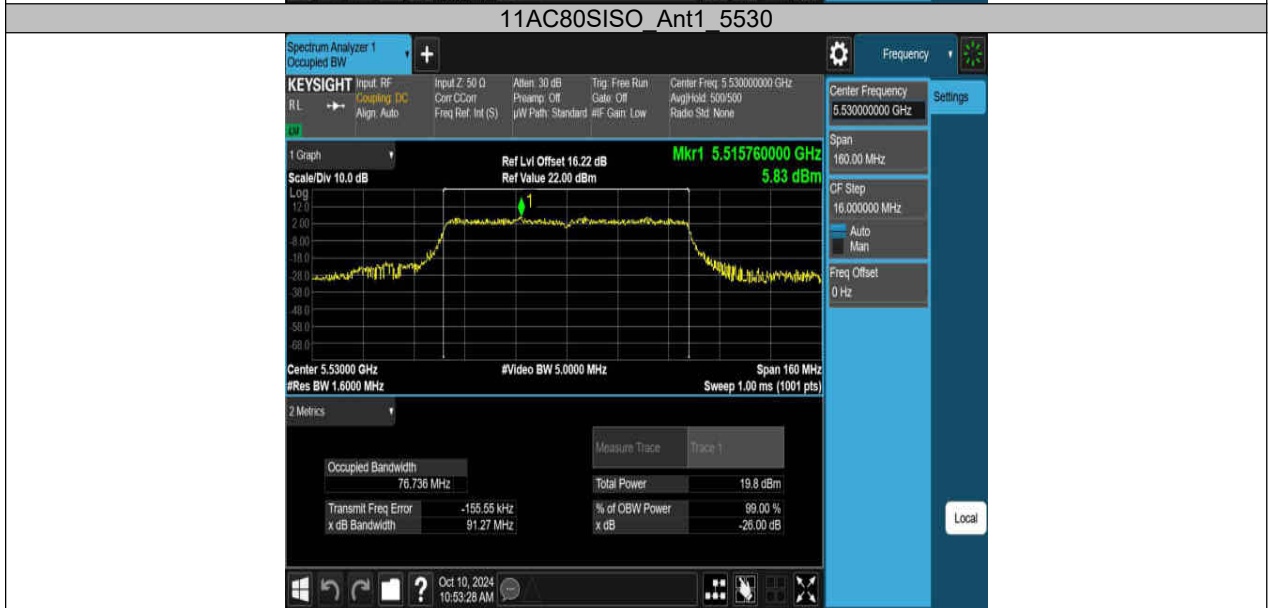 11AC80SISO_Ant1_5530
Spectrum Analyzer 1
Occupied BW
+
Frequency
KEYSIGHT
RL
LM
Input: RF
Coupling: DC
Align: Auto
Input Z: 50 Ω
Corr CCorr
Freq Ref: Int (S)
Atten: 30 dB
Preamp: Off
µW Path: Standard
Trig: Free Run
Gate: Off
#IF Gain: Low
Center Freq: 5.530000000 GHz
Avg|Hold: 500/500
Radio Std: None
Center Frequency
5.530000000 GHz
Settings
Span
160.00 MHz
CF Step
16.000000 MHz
Auto
Man
Freq Offset
0 Hz
Local
1 Graph
Scale/Div 10.0 dB
Ref Lvl Offset 16.22 dB
Ref Value 22.00 dBm
Mkr1 5.515760000 GHz
5.83 dBm
Log
12.0
2.00
-8.00
-18.0
-28.0
-38.0
-48.0
-58.0
-68.0
1
Center 5.53000 GHz
#Video BW 5.0000 MHz
Span 160 MHz
#Res BW 1.6000 MHz
Sweep 1.00 ms (1001 pts)
2 Metrics
Measure Trace
Trace 1
Occupied Bandwidth
76.736 MHz
Total Power
19.8 dBm
Transmit Freq Error
-155.55 kHz
% of OBW Power
99.00 %
x dB Bandwidth
91.27 MHz
x dB
-26.00 dB
?
Oct 10, 2024
10:53:28 AM